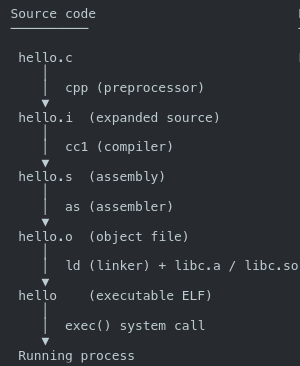 Source code
hello.c
cpp (preprocessor)
hello.i (expanded source)
cc1 (compiler)
hello.s (assembly)
as (assembler)
hello.o (object file)
ld (linker) + libc.a / libc.so
hello (executable ELF)
exec() system call
Running process